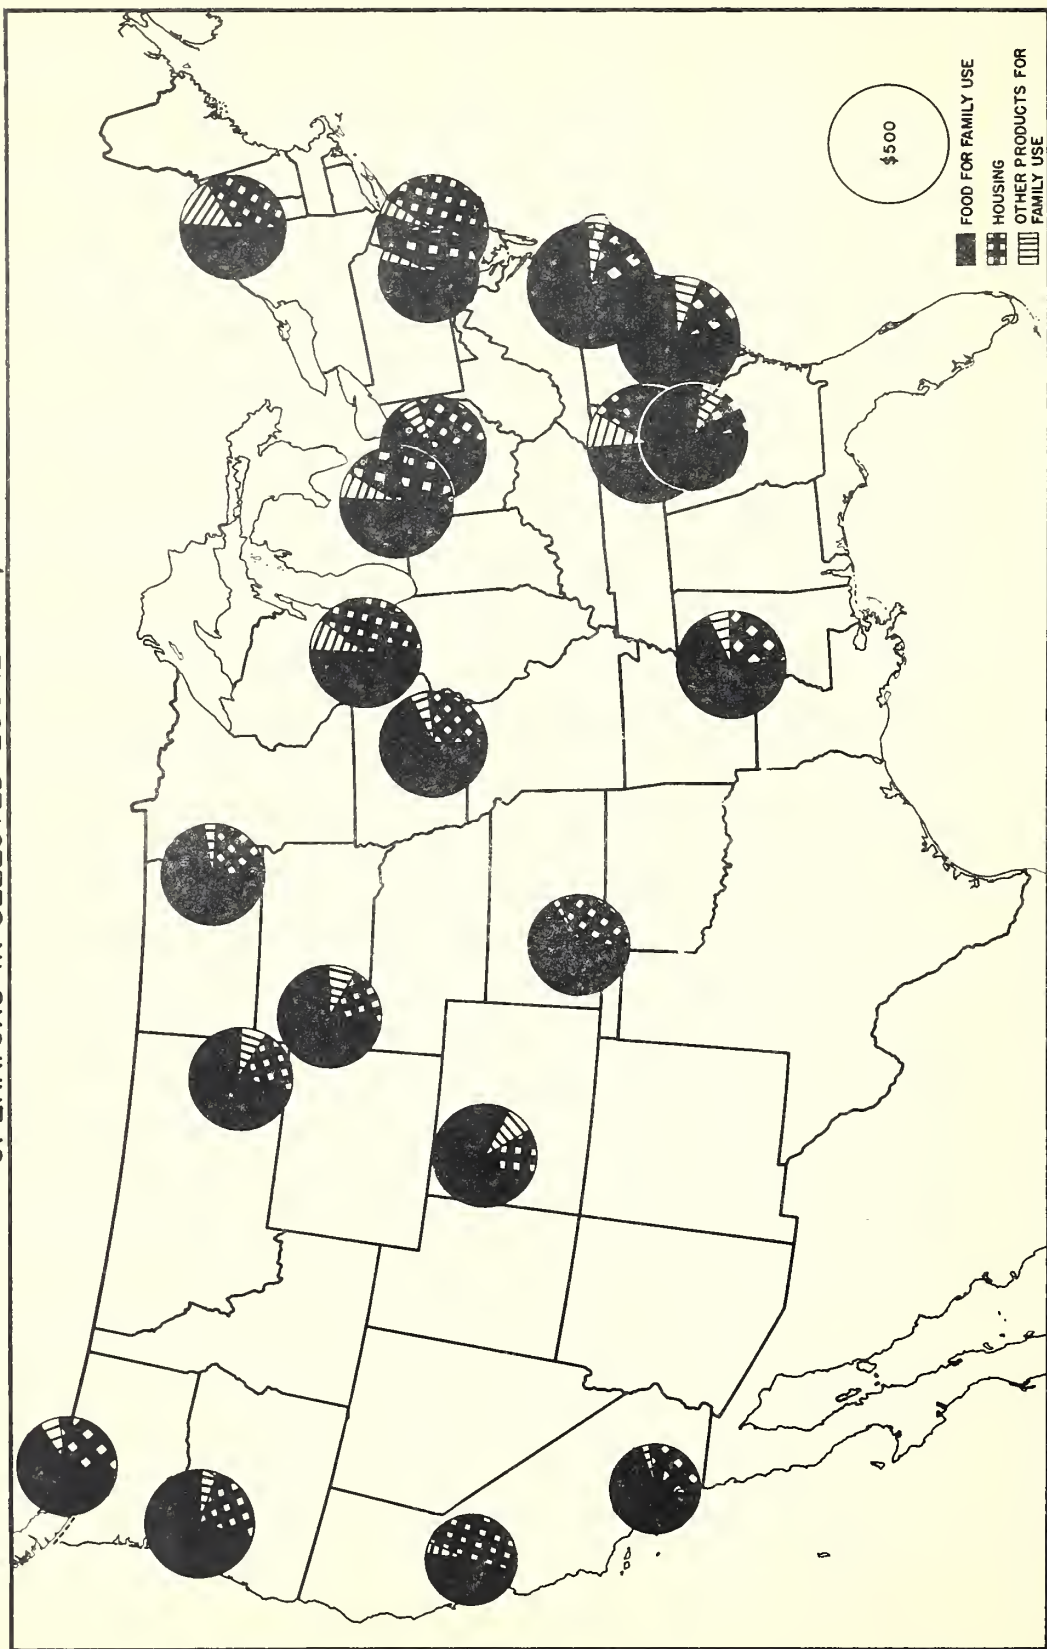 $500
FOOD FOR FAMILY USE
HOUSING
OTHER PRODUCTS FOR
FAMILY USE